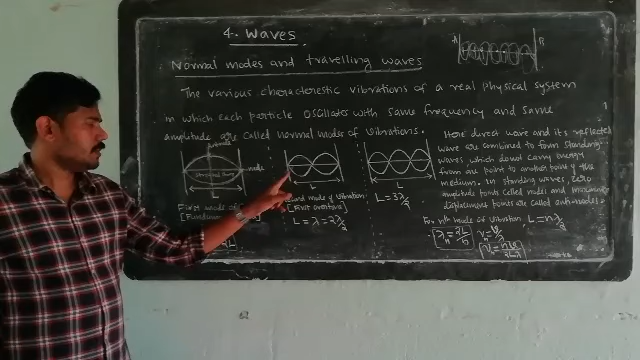 4. Waves.
Normal modes and travelling waves
The various characteristic vibrations of a real physical system
in which each particle oscillates with same frequency and same
amplitude are called normal modes of vibrations.
A B
node
L
First mode of
L
mode of vibration
[First overtone]
L = λ = 2λ/2
L
L = 3λ/2
Here direct wave and its reflected
wave are combined to form standing
waves which dont carry energy
from one point to another point of the
medium. In standing waves, zero
amplitude points called nodes and maximum
displacement points are called anti-nodes.
For nth mode of vibration, L = nλ/2
λn = 2L/n